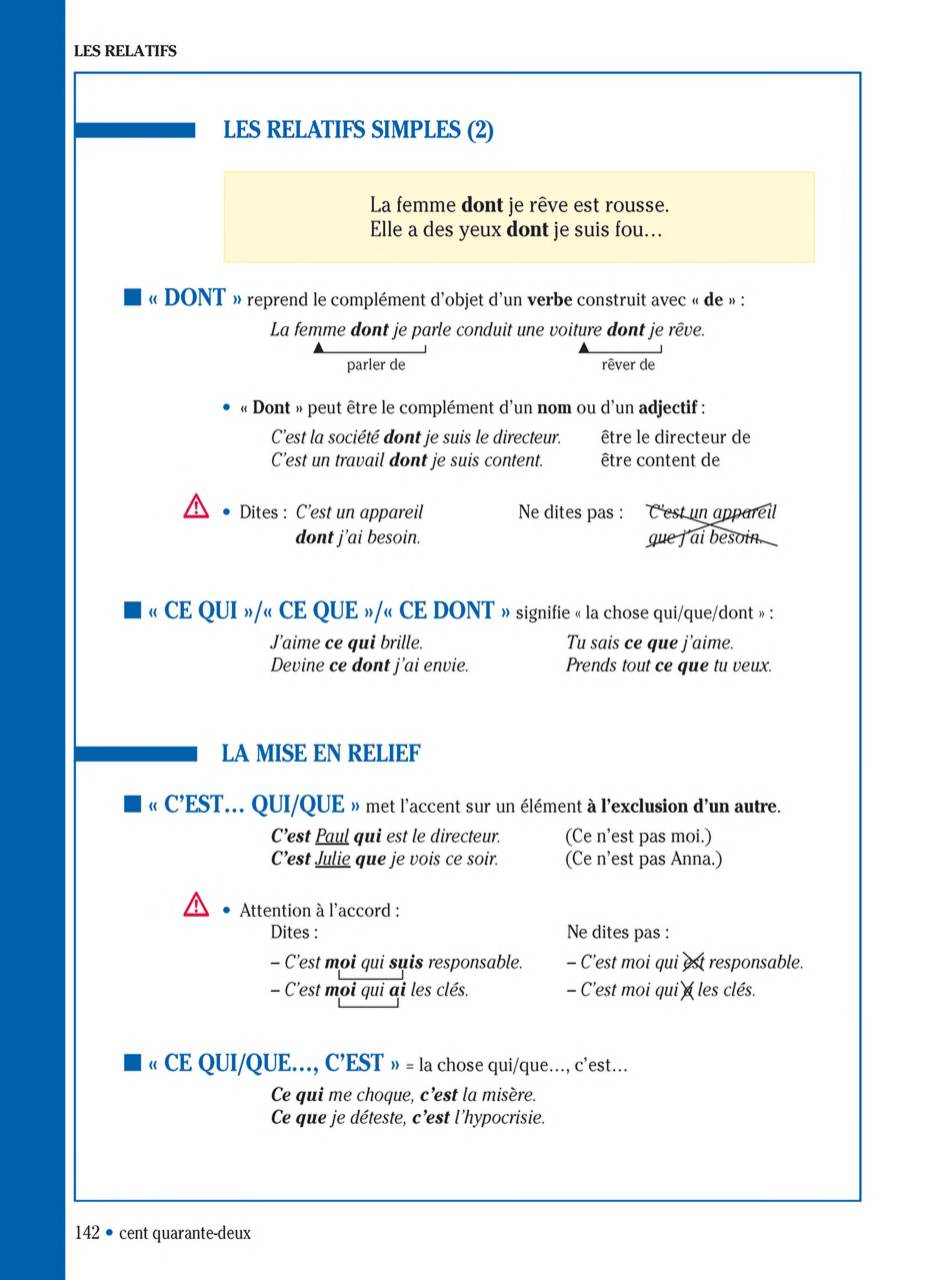 LES RELATIFS
LES RELATIFS SIMPLES (2)
La femme dont je rêve est rousse.
Elle a des yeux dont je suis fou…
■ « DONT » reprend le complément d’objet d’un verbe construit avec « de » :
La femme dont je parle conduit une voiture dont je rêve.
parler de rêver de
• « Dont » peut être le complément d’un nom ou d’un adjectif :
C’est la société dont je suis le directeur. être le directeur de
C’est un travail dont je suis content. être content de
• Dites : C’est un appareil Ne dites pas : C’est un appareil
dont j’ai besoin. que j’ai besoin.
■ « CE QUI »/« CE QUE »/« CE DONT » signifie « la chose qui/que/dont » :
J’aime ce qui brille. Tu sais ce que j’aime.
Devine ce dont j’ai envie. Prends tout ce que tu veux.
LA MISE EN RELIEF
■ « C’EST… QUI/QUE » met l’accent sur un élément à l’exclusion d’un autre.
C’est Paul qui est le directeur. (Ce n’est pas moi.)
C’est Julie que je vois ce soir. (Ce n’est pas Anna.)
• Attention à l’accord :
Dites : Ne dites pas :
– C’est moi qui suis responsable. – C’est moi qui est responsable.
– C’est moi qui ai les clés. – C’est moi qui a les clés.
■ « CE QUI/QUE…, C’EST » = la chose qui/que…, c’est…
Ce qui me choque, c’est la misère.
Ce que je déteste, c’est l’hypocrisie.
142 • cent quarante-deux